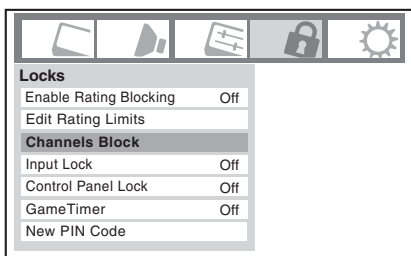 Locks
Enable Rating Blocking Off
Edit Rating Limits
Channels Block
Input Lock Off
Control Panel Lock Off
GameTimer Off
New PIN Code